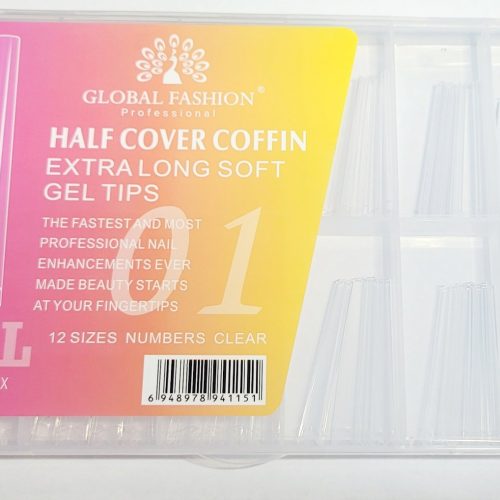 GLOBAL FASHION®
Professional
HALF COVER COFFIN
EXTRA LONG SOFT
GEL TIPS
01
THE FASTEST AND MOST
PROFESSIONAL NAIL
ENHANCEMENTS EVER
MADE BEAUTY STARTS
AT YOUR FINGERTIPS
L
X
12 SIZES NUMBERS CLEAR
6 948978 941151